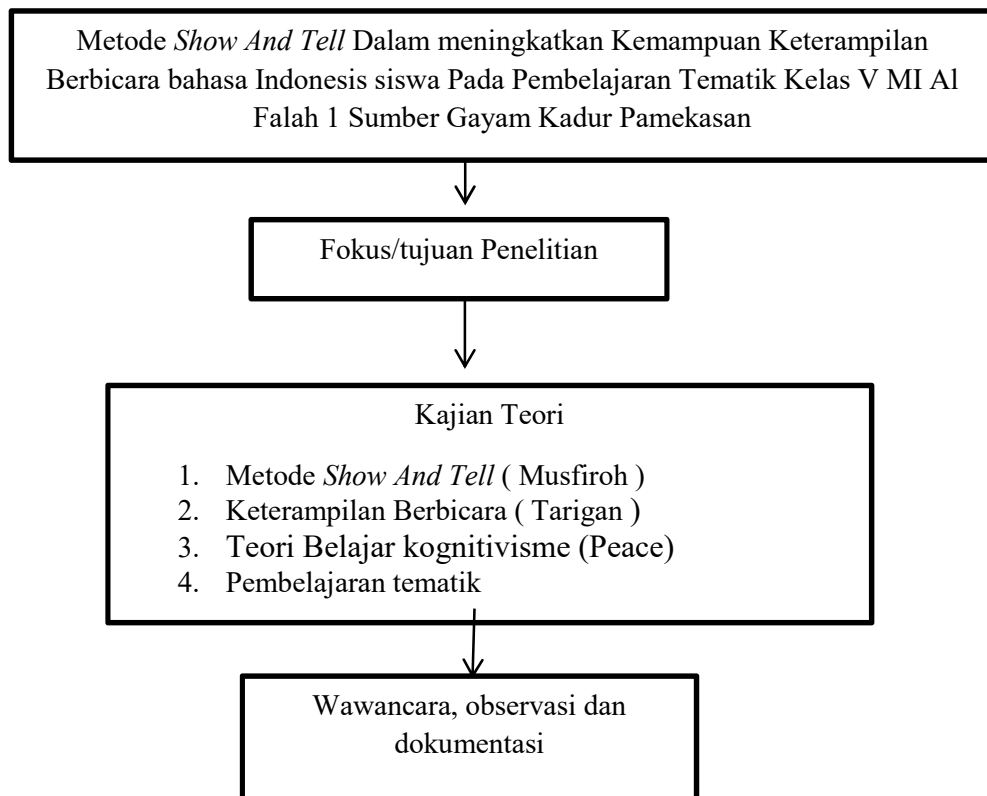 Metode Show And Tell Dalam meningkatkan Kemampuan Keterampilan
Berbicara bahasa Indonesis siswa Pada Pembelajaran Tematik Kelas V MI Al
Falah 1 Sumber Gayam Kadur Pamekasan
Fokus/tujuan Penelitian
Kajian Teori
1. Metode Show And Tell ( Musfiroh )
2. Keterampilan Berbicara ( Tarigan )
3. Teori Belajar kognitivisme (Peace)
4. Pembelajaran tematik
Wawancara, observasi dan
dokumentasi